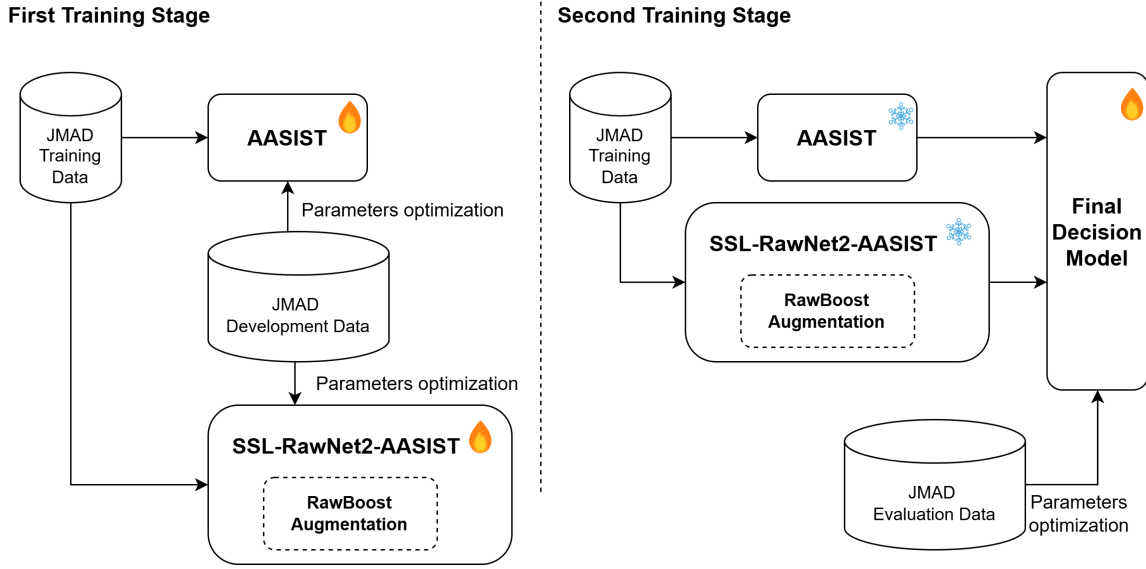 First Training Stage
JMAD
Training
Data
AASIST
Parameters optimization
JMAD
Development Data
Parameters optimization
SSL-RawNet2-AASIST
RawBoost
Augmentation
Second Training Stage
JMAD
Training
Data
AASIST
SSL-RawNet2-AASIST
RawBoost
Augmentation
Final
Decision
Model
JMAD
Evaluation Data
Parameters
optimization